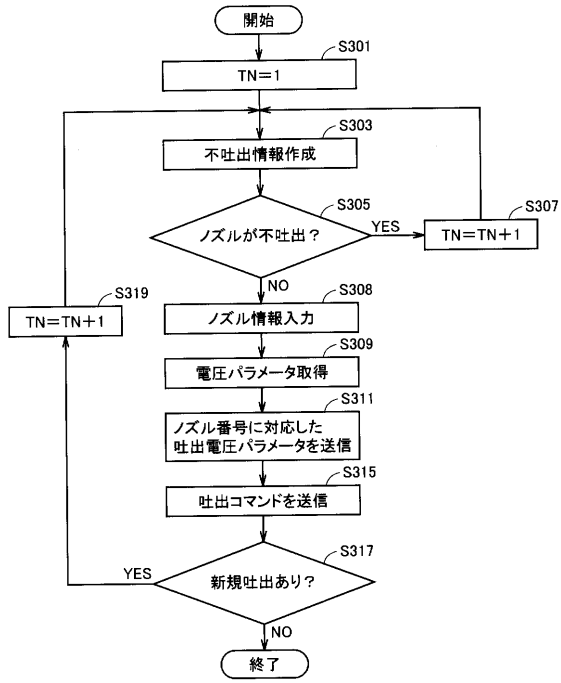 開始
S301
TN=1
S303
不吐出情報作成
S305
ノズルが不吐出?
YES
S307
TN=TN+1
NO
S308
ノズル情報入力
S319
TN=TN+1
S309
電圧パラメータ取得
S311
ノズル番号に対応した
吐出電圧パラメータを送信
S315
吐出コマンドを送信
S317
新規吐出あり?
YES
NO
終了